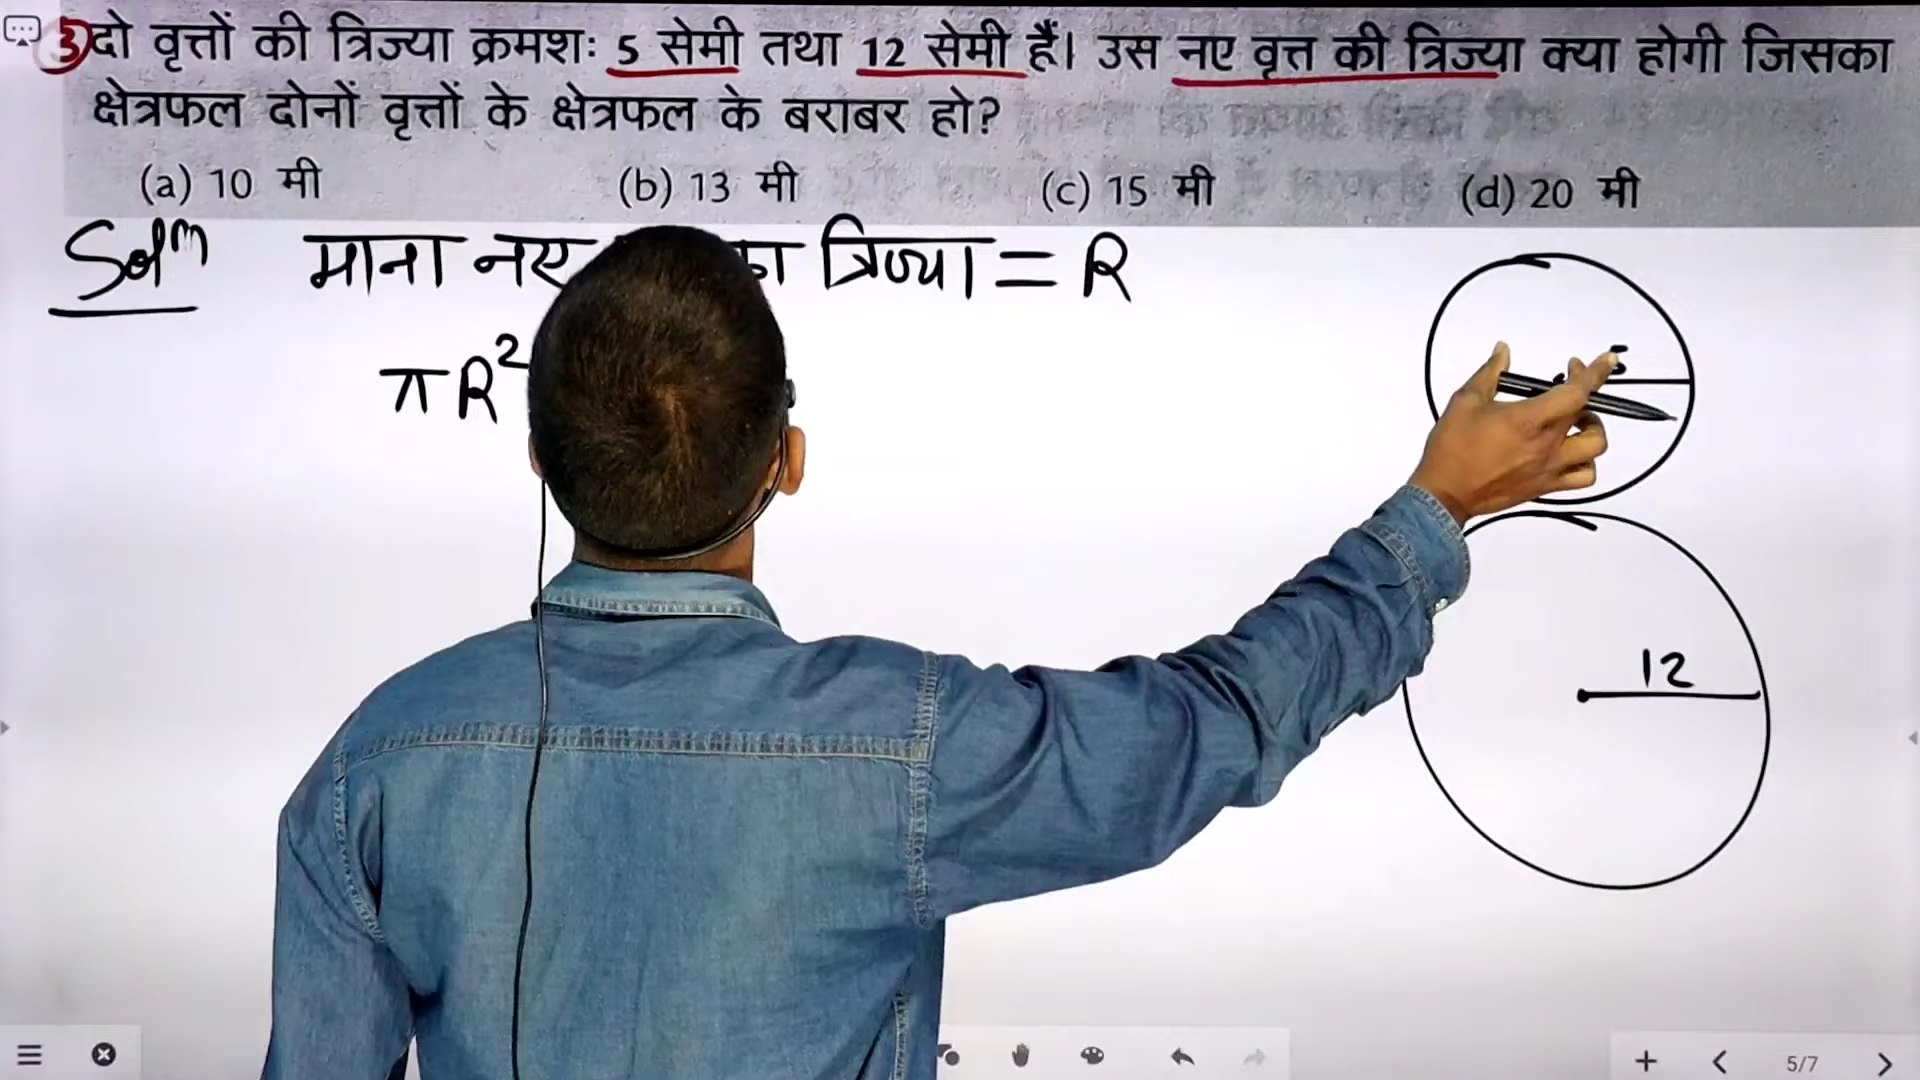 3 दो वृत्तों की त्रिज्या क्रमशः 5 सेमी तथा 12 सेमी हैं। उस नए वृत्त की त्रिज्या क्या होगी जिसका
क्षेत्रफल दोनों वृत्तों के क्षेत्रफल के बराबर हो?
(a) 10 मी (b) 13 मी (c) 15 मी (d) 20 मी
Solⁿ माना नए त्रिज्या = R
πR²
12
5/7